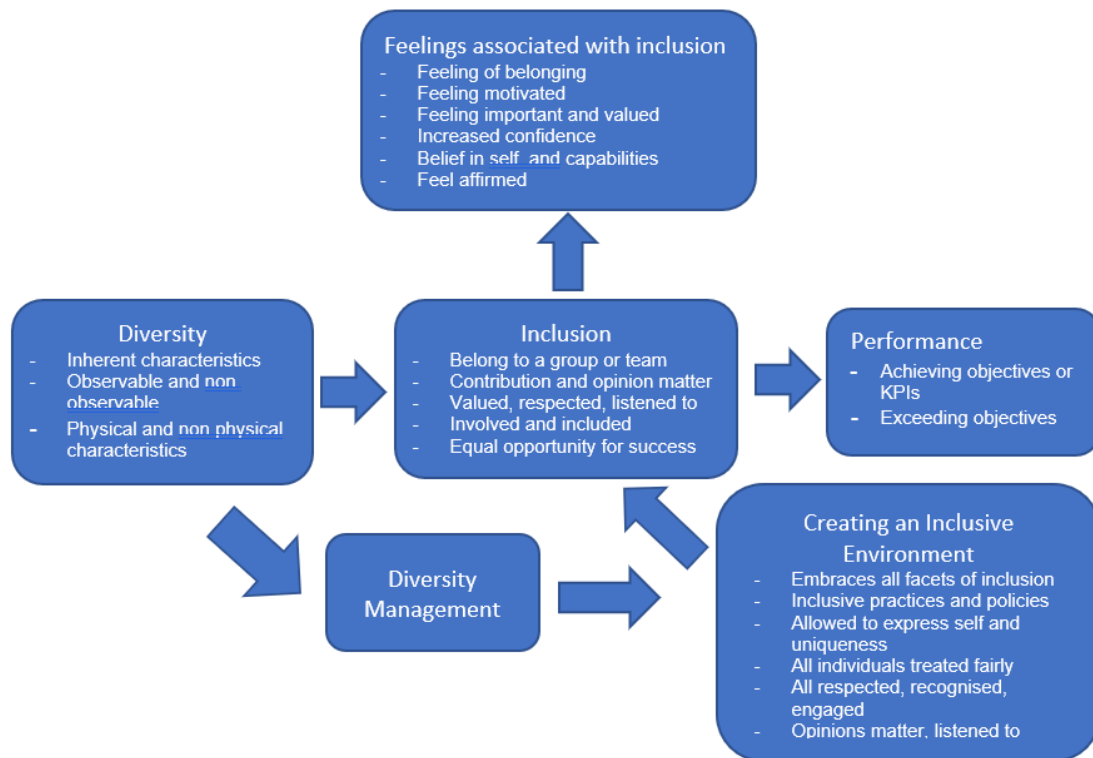 Feelings associated with inclusion
- Feeling of belonging
- Feeling motivated
- Feeling important and valued
- Increased confidence
- Belief in self and capabilities
- Feel affirmed
Diversity
- Inherent characteristics
- Observable and non observable
- Physical and non physical
characteristics
Inclusion
- Belong to a group or team
- Contribution and opinion matter
- Valued, respected, listened to
- Involved and included
- Equal opportunity for success
Performance
- Achieving objectives or
KPIs
- Exceeding objectives
Diversity
Management
Creating an Inclusive
Environment
- Embraces all facets of inclusion
- Inclusive practices and policies
- Allowed to express self and
uniqueness
- All individuals treated fairly
- All respected, recognised,
engaged
- Opinions matter, listened to